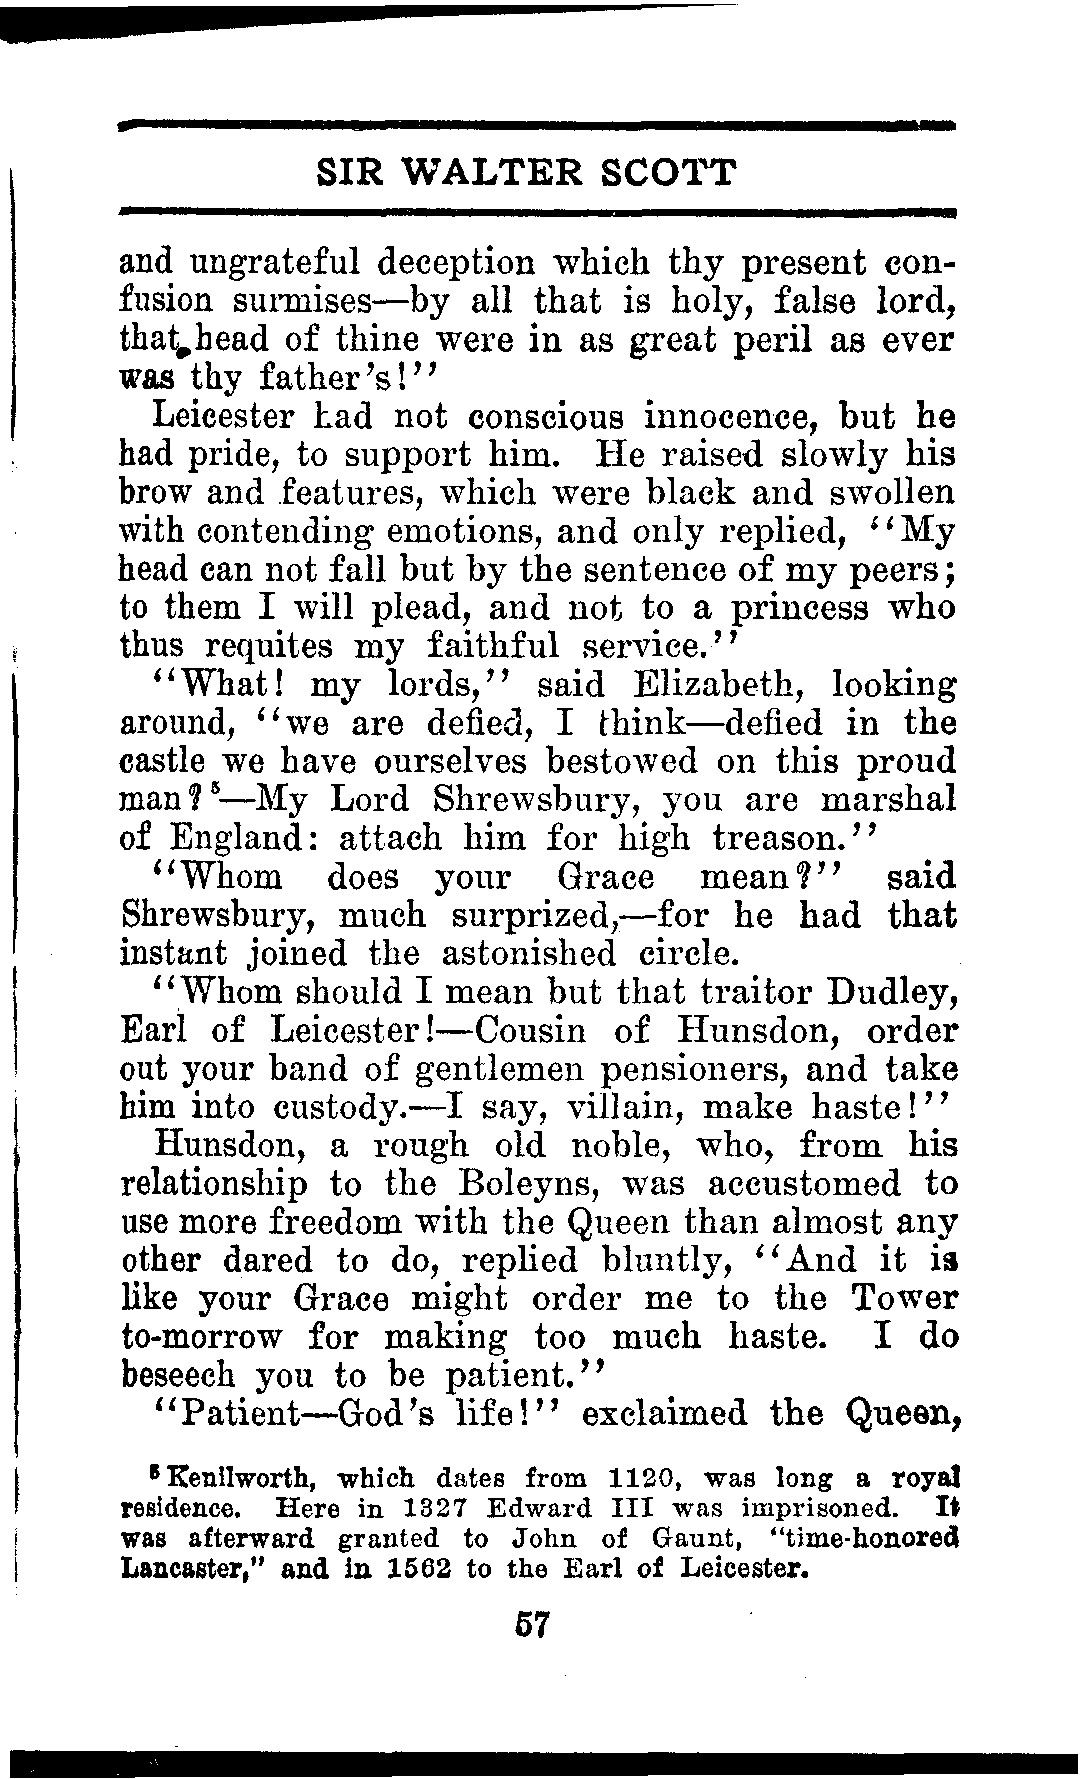 SIR WALTER SCOTT
and ungrateful deception which thy present con-
fusion surmises—by all that is holy, false lord,
that head of thine were in as great peril as ever
was thy father's!"
Leicester had not conscious innocence, but he
had pride, to support him. He raised slowly his
brow and features, which were black and swollen
with contending emotions, and only replied, "My
head can not fall but by the sentence of my peers;
to them I will plead, and not to a princess who
thus requites my faithful service."
"What! my lords," said Elizabeth, looking
around, "we are defied, I think—defied in the
castle we have ourselves bestowed on this proud
man?⁵—My Lord Shrewsbury, you are marshal
of England: attach him for high treason."
"Whom does your Grace mean?" said
Shrewsbury, much surprized,—for he had that
instant joined the astonished circle.
"Whom should I mean but that traitor Dudley,
Earl of Leicester!—Cousin of Hunsdon, order
out your band of gentlemen pensioners, and take
him into custody.—I say, villain, make haste!"
Hunsdon, a rough old noble, who, from his
relationship to the Boleyns, was accustomed to
use more freedom with the Queen than almost any
other dared to do, replied bluntly, "And it is
like your Grace might order me to the Tower
to-morrow for making too much haste. I do
beseech you to be patient."
"Patient—God's life!" exclaimed the Queen,
⁵ Kenilworth, which dates from 1120, was long a royal
residence. Here in 1327 Edward III was imprisoned. It
was afterward granted to John of Gaunt, "time-honored
Lancaster," and in 1562 to the Earl of Leicester.
57